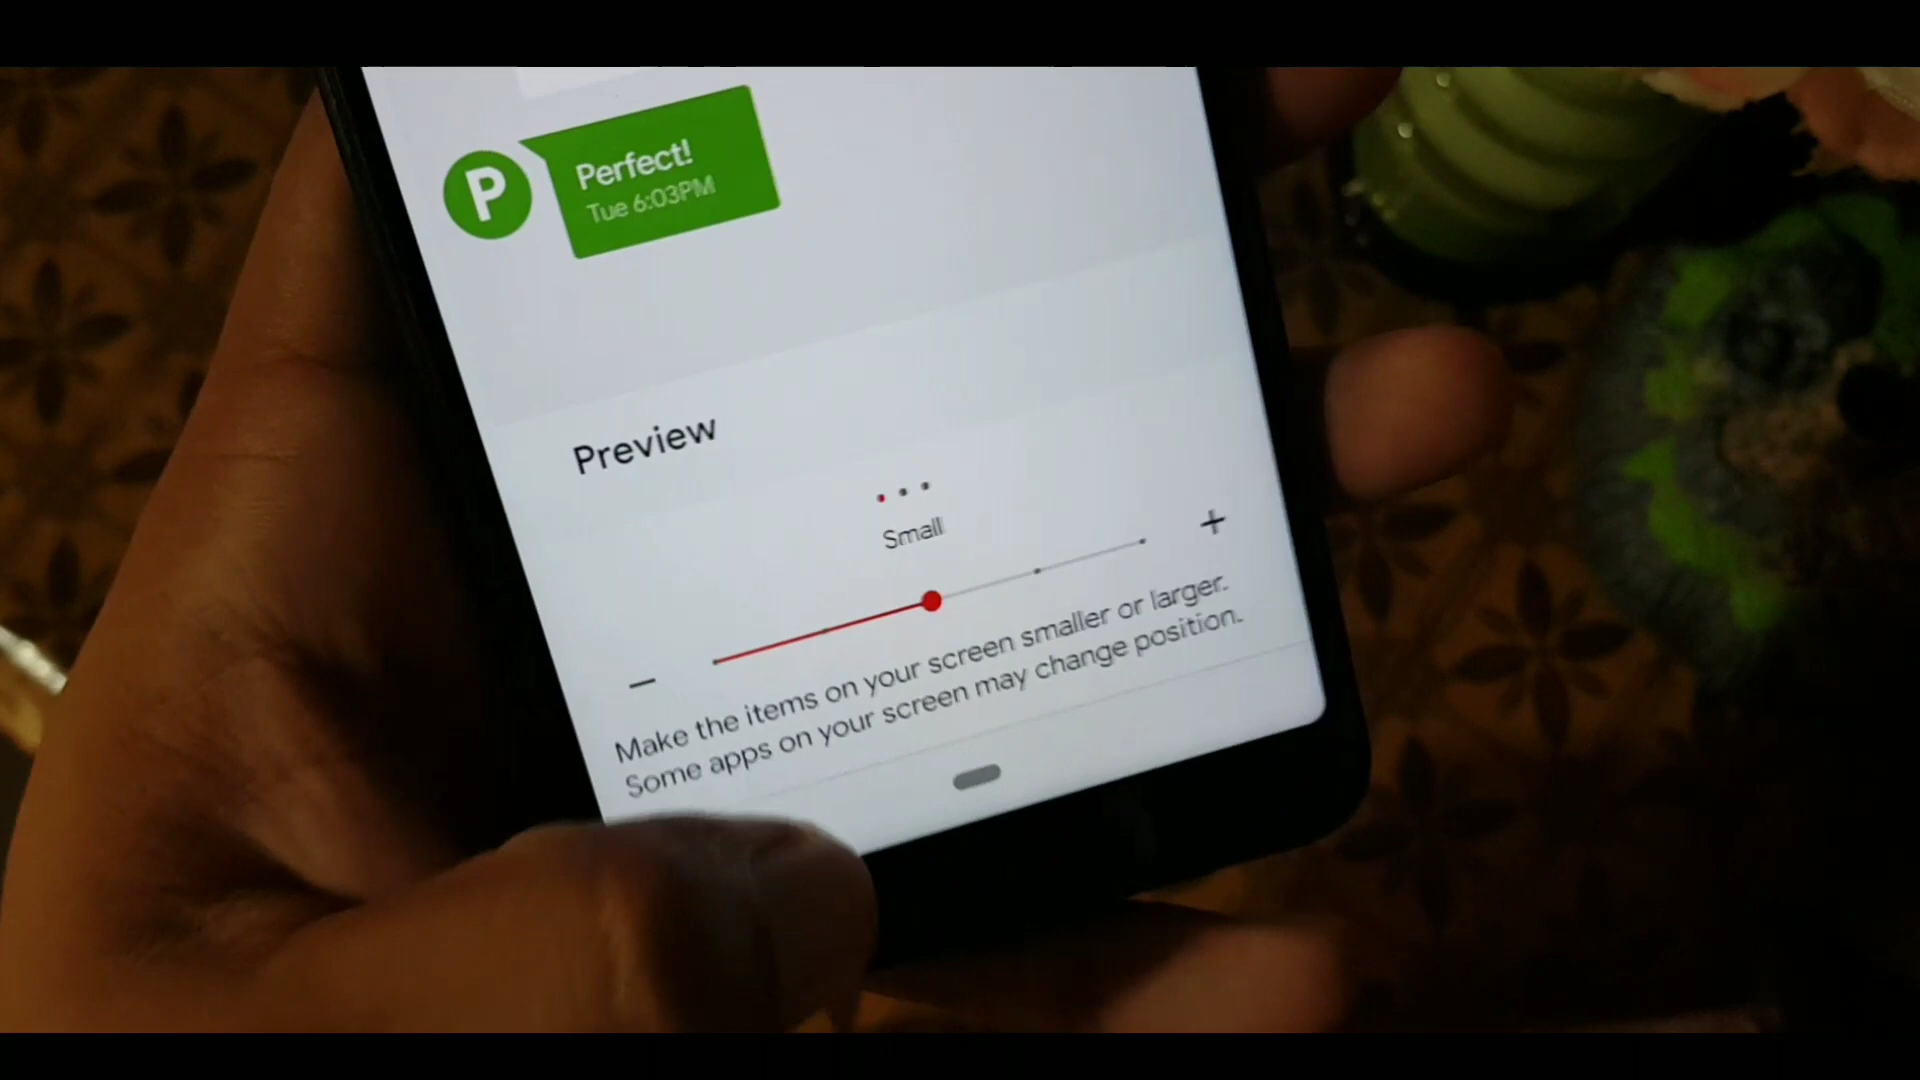 P
Perfect!
Tue 6:03PM
Preview
Small
Make the items on your screen smaller or larger.
Some apps on your screen may change position.